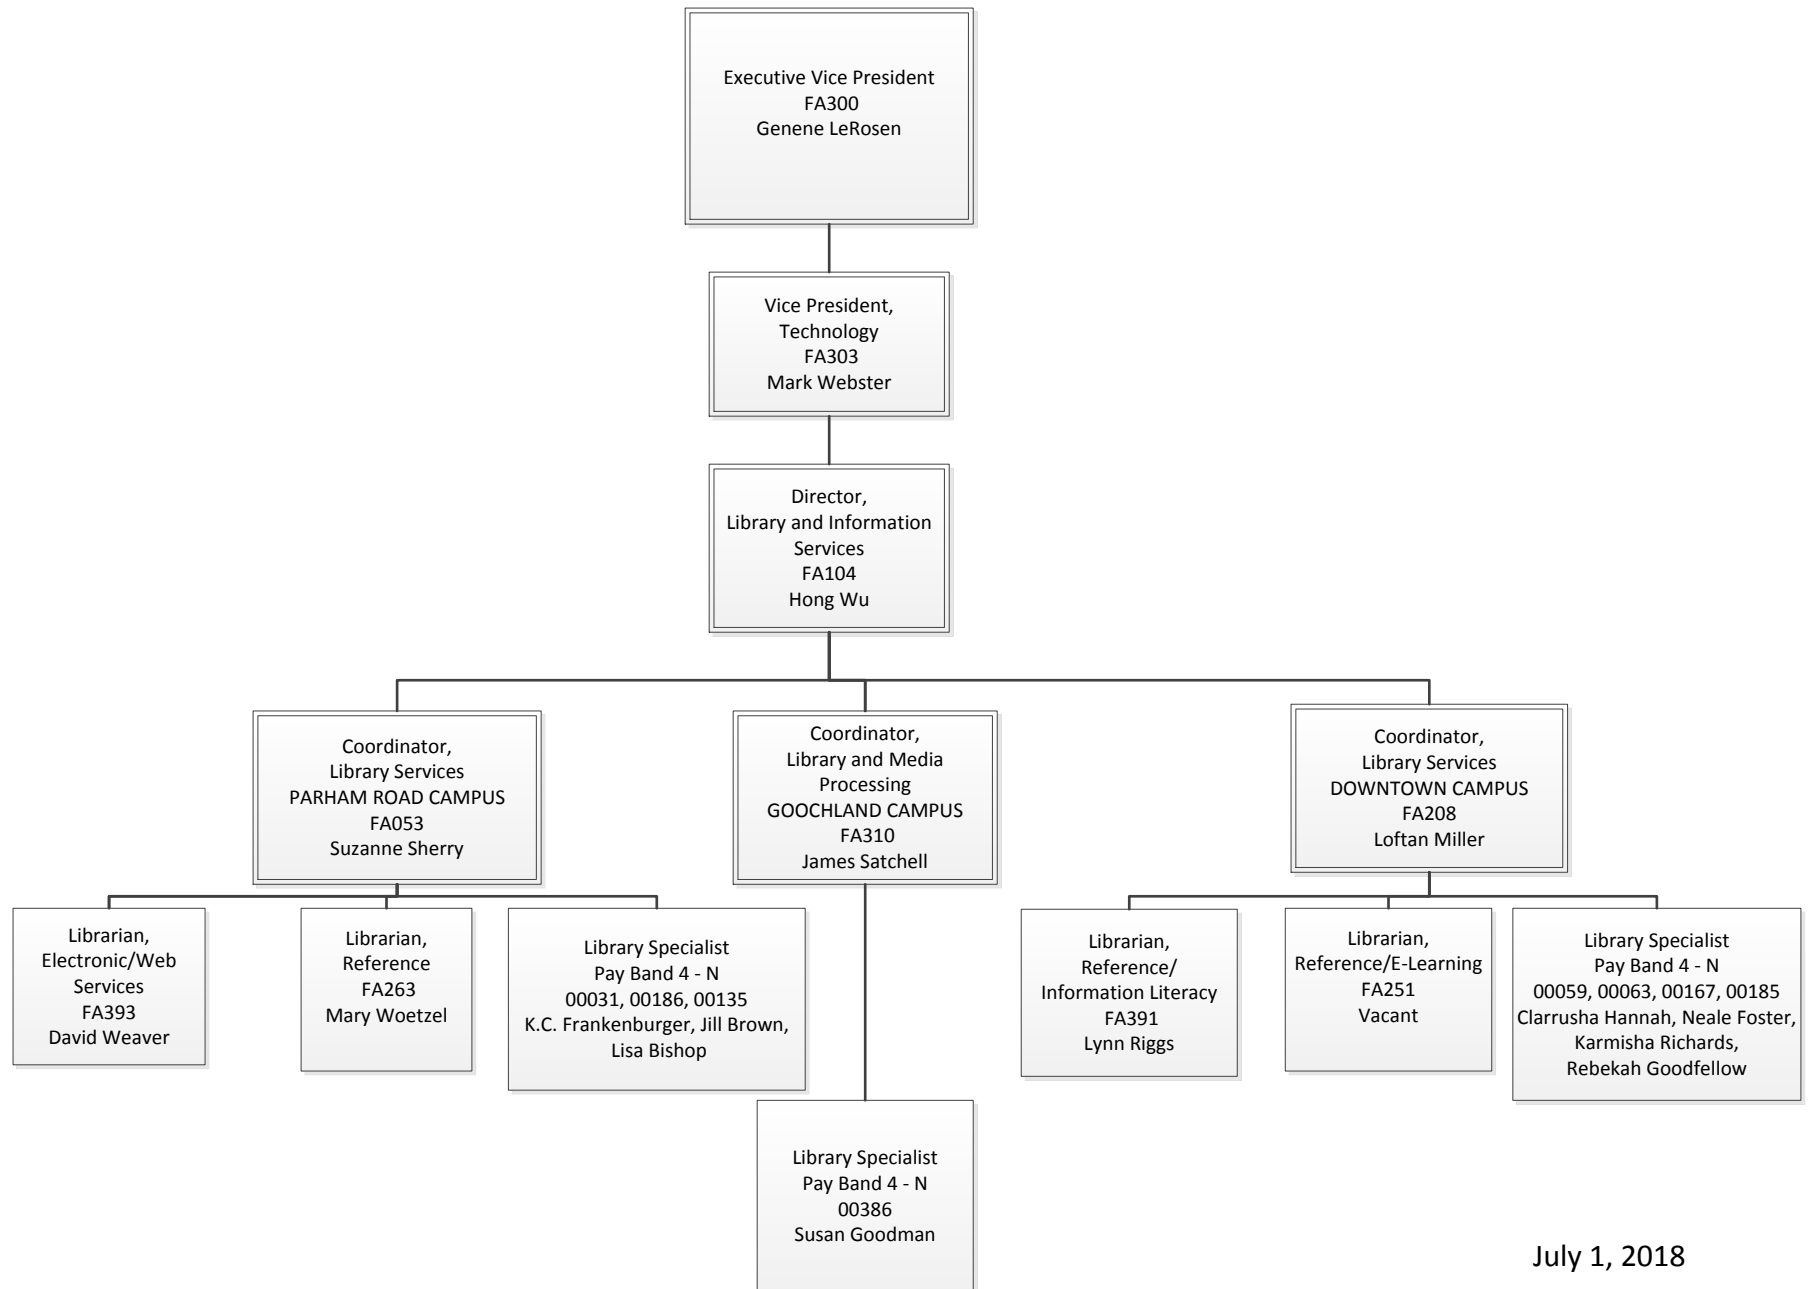 Executive Vice President
FA300
Genene LeRosen
Vice President,
Technology
FA303
Mark Webster
Director,
Library and Information
Services
FA104
Hong Wu
Coordinator,
Library Services
PARHAM ROAD CAMPUS
FA053
Suzanne Sherry
Coordinator,
Library and Media
Processing
GOOCHLAND CAMPUS
FA310
James Satchell
Coordinator,
Library Services
DOWNTOWN CAMPUS
FA208
Loftan Miller
Librarian,
Electronic/Web
Services
FA393
David Weaver
Librarian,
Reference
FA263
Mary Woetzel
Library Specialist
Pay Band 4 - N
00031, 00186, 00135
K.C. Frankenburger, Jill Brown,
Lisa Bishop
Librarian,
Reference/
Information Literacy
FA391
Lynn Riggs
Librarian,
Reference/E-Learning
FA251
Vacant
Library Specialist
Pay Band 4 - N
00059, 00063, 00167, 00185
Clarrusha Hannah, Neale Foster,
Karmisha Richards,
Rebekah Goodfellow
Library Specialist
Pay Band 4 - N
00386
Susan Goodman
July 1, 2018